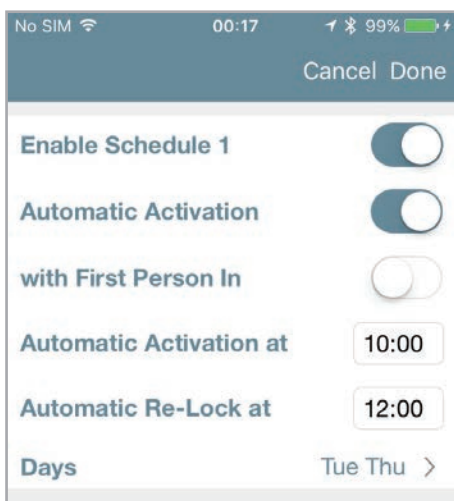 No SIM 00:17 99%
Cancel Done
Enable Schedule 1
Automatic Activation
with First Person In
Automatic Activation at 10:00
Automatic Re-Lock at 12:00
Days Tue Thu >